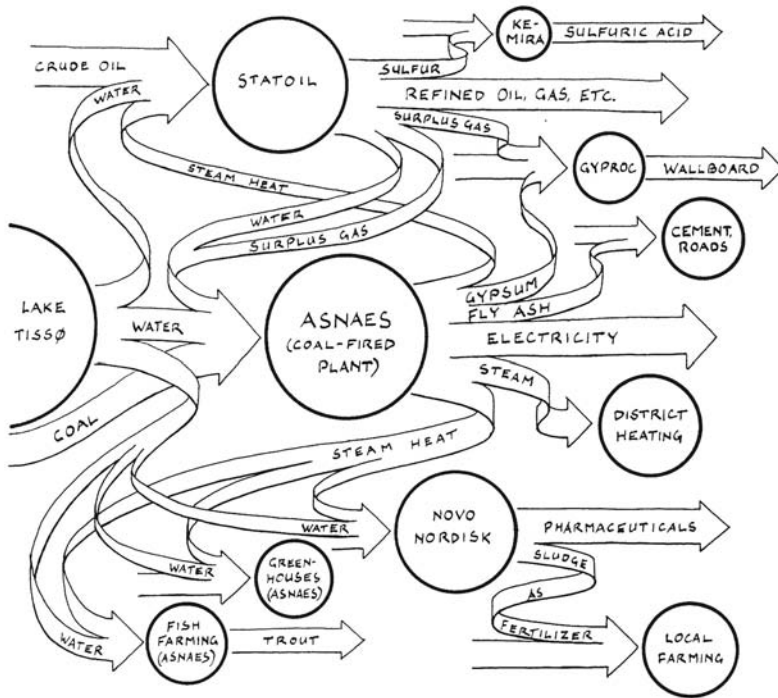 KE-
MIRA
SULFURIC ACID
CRUDE OIL
STATOIL
SULFUR
WATER
REFINED OIL, GAS, ETC.
SURPLUS GAS
STEAM HEAT
GYPROC
WALLBOARD
WATER
SURPLUS GAS
CEMENT,
ROADS
LAKE
TISSØ
WATER
ASNAES
(COAL-FIRED
PLANT)
GYPSUM
FLY ASH
ELECTRICITY
STEAM
COAL
DISTRICT
HEATING
STEAM HEAT
WATER
NOVO
NORDISK
PHARMACEUTICALS
SLUDGE
AS
FERTILIZER
WATER
GREEN-
HOUSES
(ASNAES)
WATER
FISH
FARMING
(ASNAES)
TROUT
LOCAL
FARMING